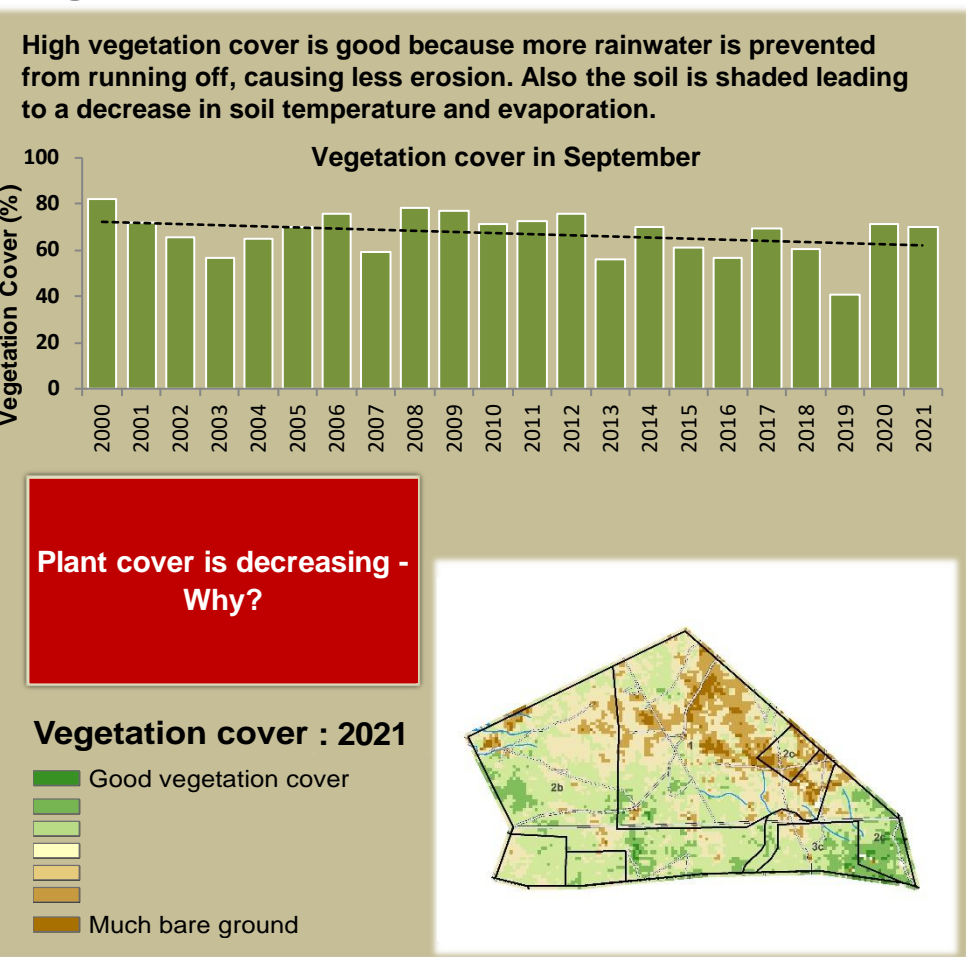 High vegetation cover is good because more rainwater is prevented
from running off, causing less erosion. Also the soil is shaded leading
to a decrease in soil temperature and evaporation.
Vegetation cover in September
Vegetation Cover (%)
100
80
60
40
20
0
2000 2001 2002 2003 2004 2005 2006 2007 2008 2009 2010 2011 2012 2013 2014 2015 2016 2017 2018 2019 2020 2021
Plant cover is decreasing -
Why?
Vegetation cover : 2021
Good vegetation cover
Much bare ground
1
2c
2b
3c